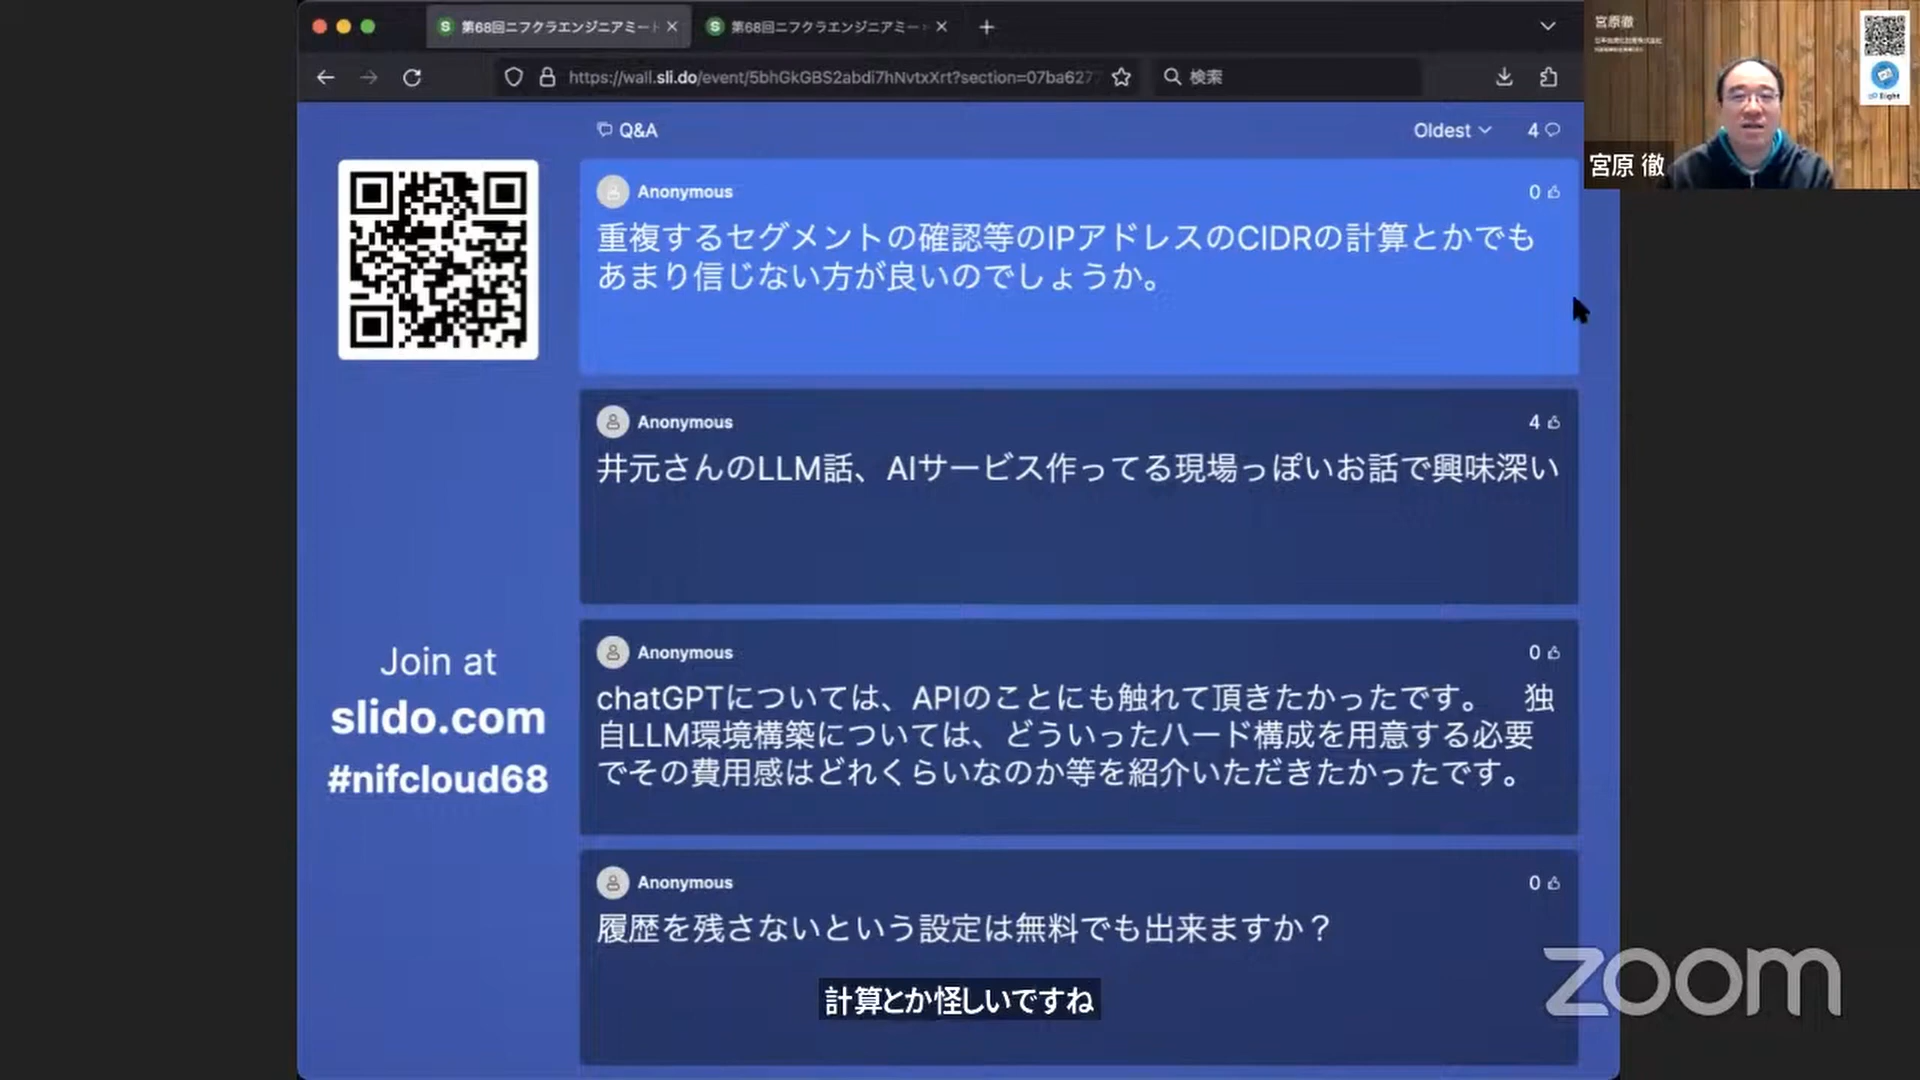 第68回ニフクラエンジニアミート
第68回ニフクラエンジニアミート
https://wall.sli.do/event/5bhGkGBS2abdi7hNvtxXrt?section=07ba627
検索
宮原徹
宮原 徹
Q&A
Oldest
4
Anonymous
0
重複するセグメントの確認等のIPアドレスのCIDRの計算とかでも
あまり信じない方が良いのでしょうか。
Anonymous
4
井元さんのLLM話、AIサービス作ってる現場っぽいお話で興味深い
Join at
slido.com
#nifcloud68
Anonymous
0
chatGPTについては、APIのことにも触れて頂きたかったです。　独
自LLM環境構築については、どういったハード構成を用意する必要
でその費用感はどれくらいなのか等を紹介いただきたかったです。
Anonymous
0
履歴を残さないという設定は無料でも出来ますか？
計算とか怪しいですね
zoom